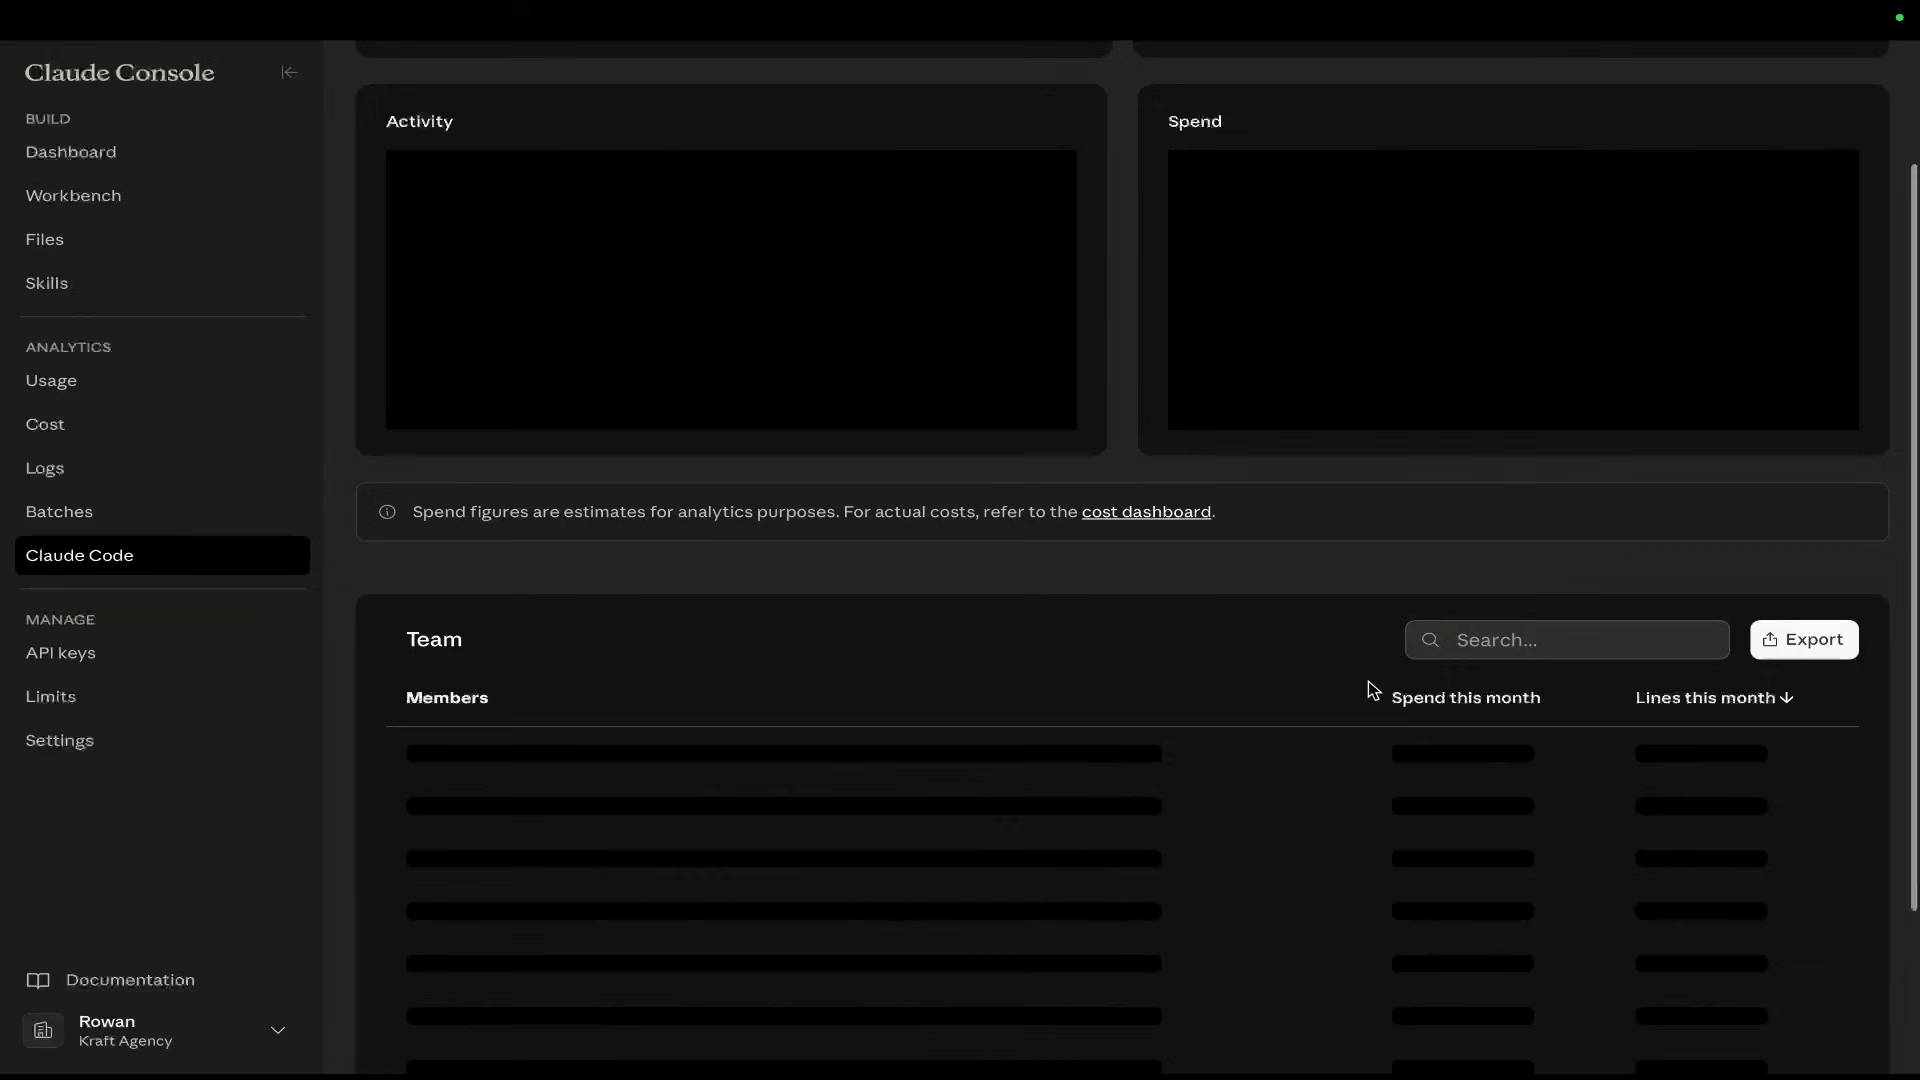 Claude Console
BUILD
Dashboard
Workbench
Files
Skills
ANALYTICS
Usage
Cost
Logs
Batches
Claude Code
MANAGE
API keys
Limits
Settings
Documentation
Rowan
Kraft Agency
Activity
Spend
Spend figures are estimates for analytics purposes. For actual costs, refer to the cost dashboard.
Team
Search...
Export
Members
Spend this month
Lines this month